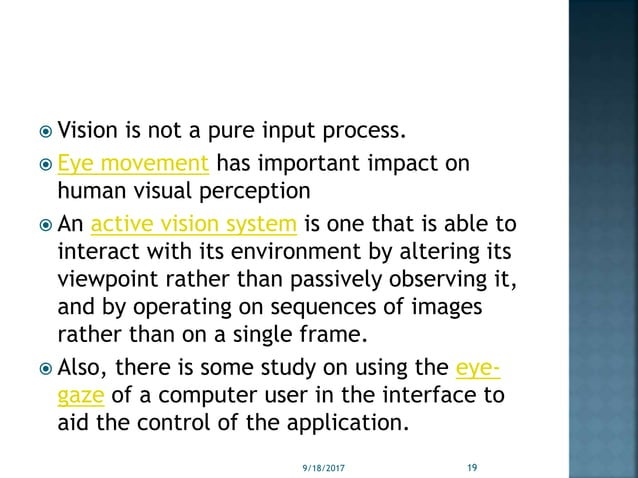 Vision is not a pure input process.
Eye movement has important impact on
human visual perception
An active vision system is one that is able to
interact with its environment by altering its
viewpoint rather than passively observing it,
and by operating on sequences of images
rather than on a single frame.
Also, there is some study on using the eye-
gaze of a computer user in the interface to
aid the control of the application.
9/18/2017 19